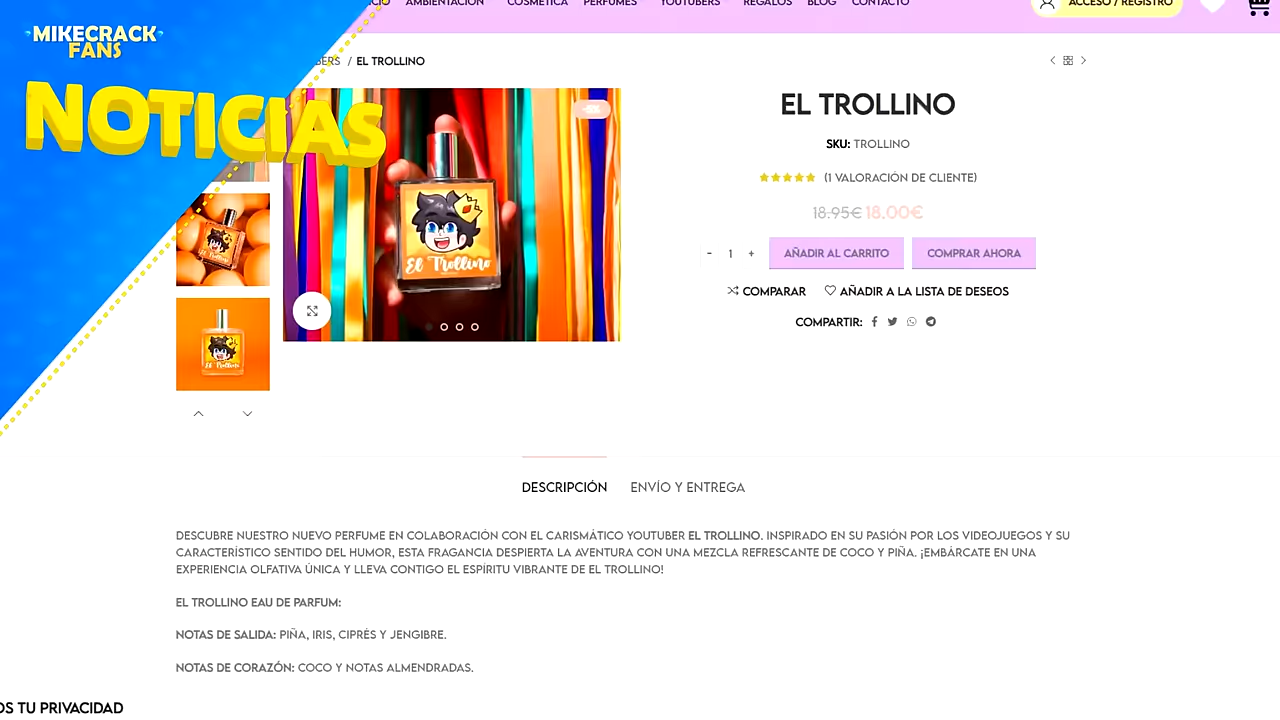 ICIO AMBIENTACIÓN COSMÉTICA PERFUMES YOUTUBERS REGALOS BLOG CONTACTO
ACCESO / REGISTRO
MIKECRACK
FANS
NOTICIAS
BERS / EL TROLLINO
EL TROLLINO
SKU: TROLLINO
(1 VALORACIÓN DE CLIENTE)
18.95€ 18.00€
- 1 + AÑADIR AL CARRITO COMPRAR AHORA
COMPARAR AÑADIR A LA LISTA DE DESEOS
COMPARTIR:
El Trollino
El Trollino
El Trollino
DESCRIPCIÓN ENVÍO Y ENTREGA
DESCUBRE NUESTRO NUEVO PERFUME EN COLABORACIÓN CON EL CARISMÁTICO YOUTUBER EL TROLLINO. INSPIRADO EN SU PASIÓN POR LOS VIDEOJUEGOS Y SU
CARACTERÍSTICO SENTIDO DEL HUMOR, ESTA FRAGANCIA DESPIERTA LA AVENTURA CON UNA MEZCLA REFRESCANTE DE COCO Y PIÑA. ¡EMBÁRCATE EN UNA
EXPERIENCIA OLFATIVA ÚNICA Y LLEVA CONTIGO EL ESPÍRITU VIBRANTE DE EL TROLLINO!
EL TROLLINO EAU DE PARFUM:
NOTAS DE SALIDA: PIÑA, IRIS, CIPRÉS Y JENGIBRE.
NOTAS DE CORAZÓN: COCO Y NOTAS ALMENDRADAS.
OS TU PRIVACIDAD